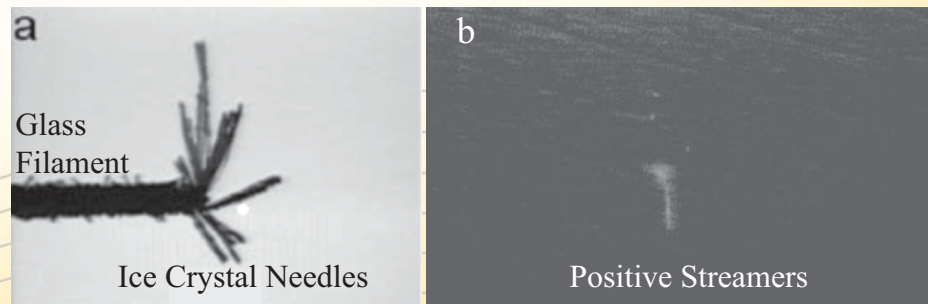 a
Glass
Filament
Ice Crystal Needles
b
Positive Streamers